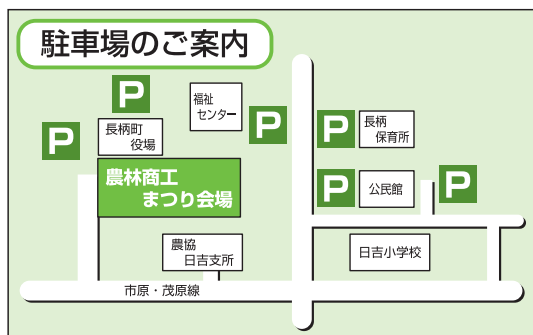 駐車場のご案内
P
福祉
センター
P
P
長柄町
役場
P
P
長柄
保育所
農林商工
まつり会場
P
公民館
P
農協
日吉支所
日吉小学校
市原・茂原線